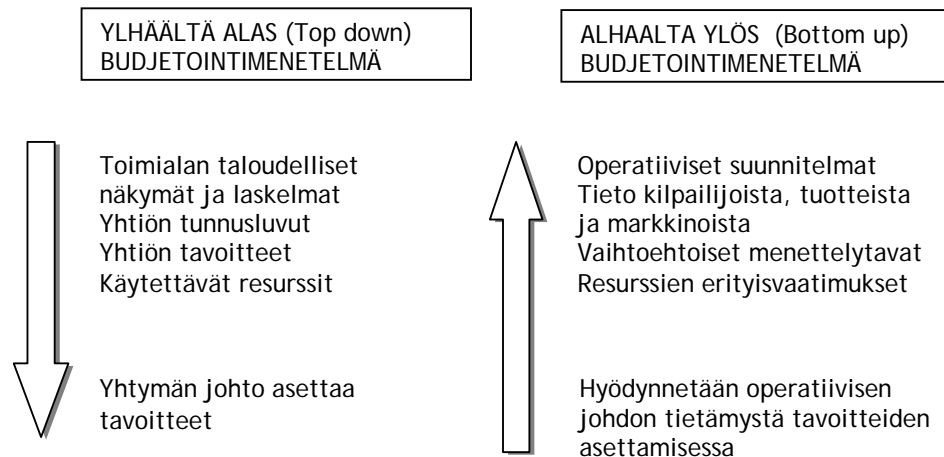 YLHÄÄLTÄ ALAS (Top down)
BUDJETOINTIMENETELMÄ
Toimialan taloudelliset
näkymät ja laskelmat
Yhtiön tunnusluvut
Yhtiön tavoitteet
Käytettävät resurssit
Yhtymän johto asettaa
tavoitteet
ALHAALTA YLÖS (Bottom up)
BUDJETOINTIMENETELMÄ
Operatiiviset suunnitelmat
Tieto kilpailijoista, tuotteista
ja markkinoista
Vaihtoehtoiset menettelytavat
Resurssien erityisvaatimukset
Hyödynnetään operatiivisen
johdon tietämystä tavoitteiden
asettamisessa